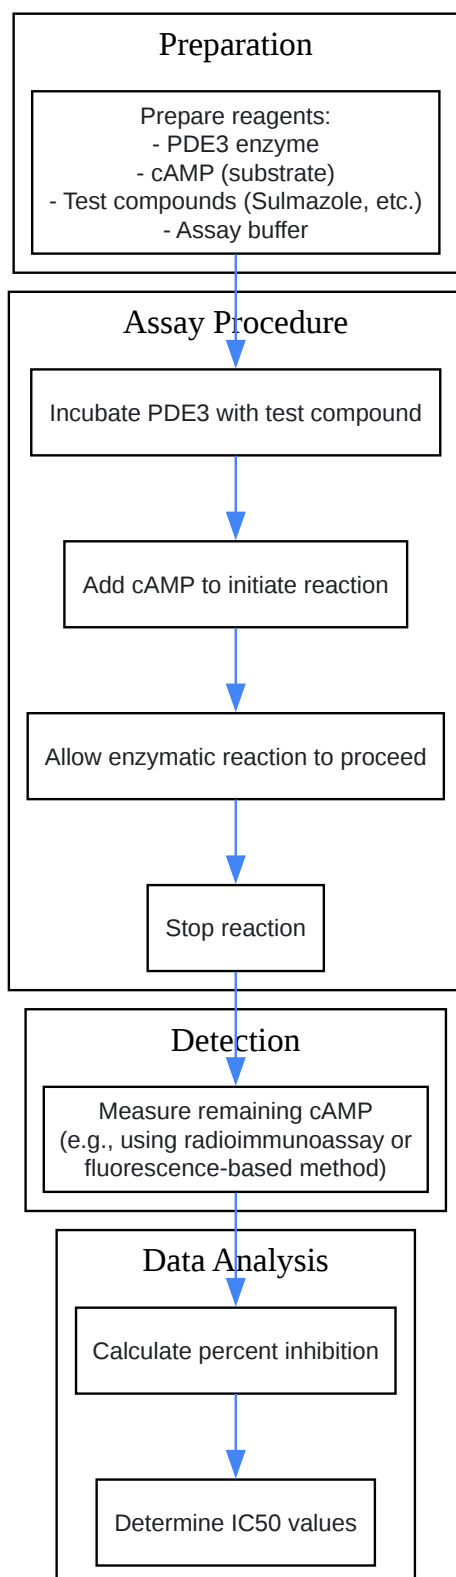 Preparation
Prepare reagents:
- PDE3 enzyme
- cAMP (substrate)
- Test compounds (Sulmazole, etc.)
- Assay buffer
Assay Procedure
Incubate PDE3 with test compound
Add cAMP to initiate reaction
Allow enzymatic reaction to proceed
Stop reaction
Detection
Measure remaining cAMP
(e.g., using radioimmunoassay or
fluorescence-based method)
Data Analysis
Calculate percent inhibition
Determine IC50 values